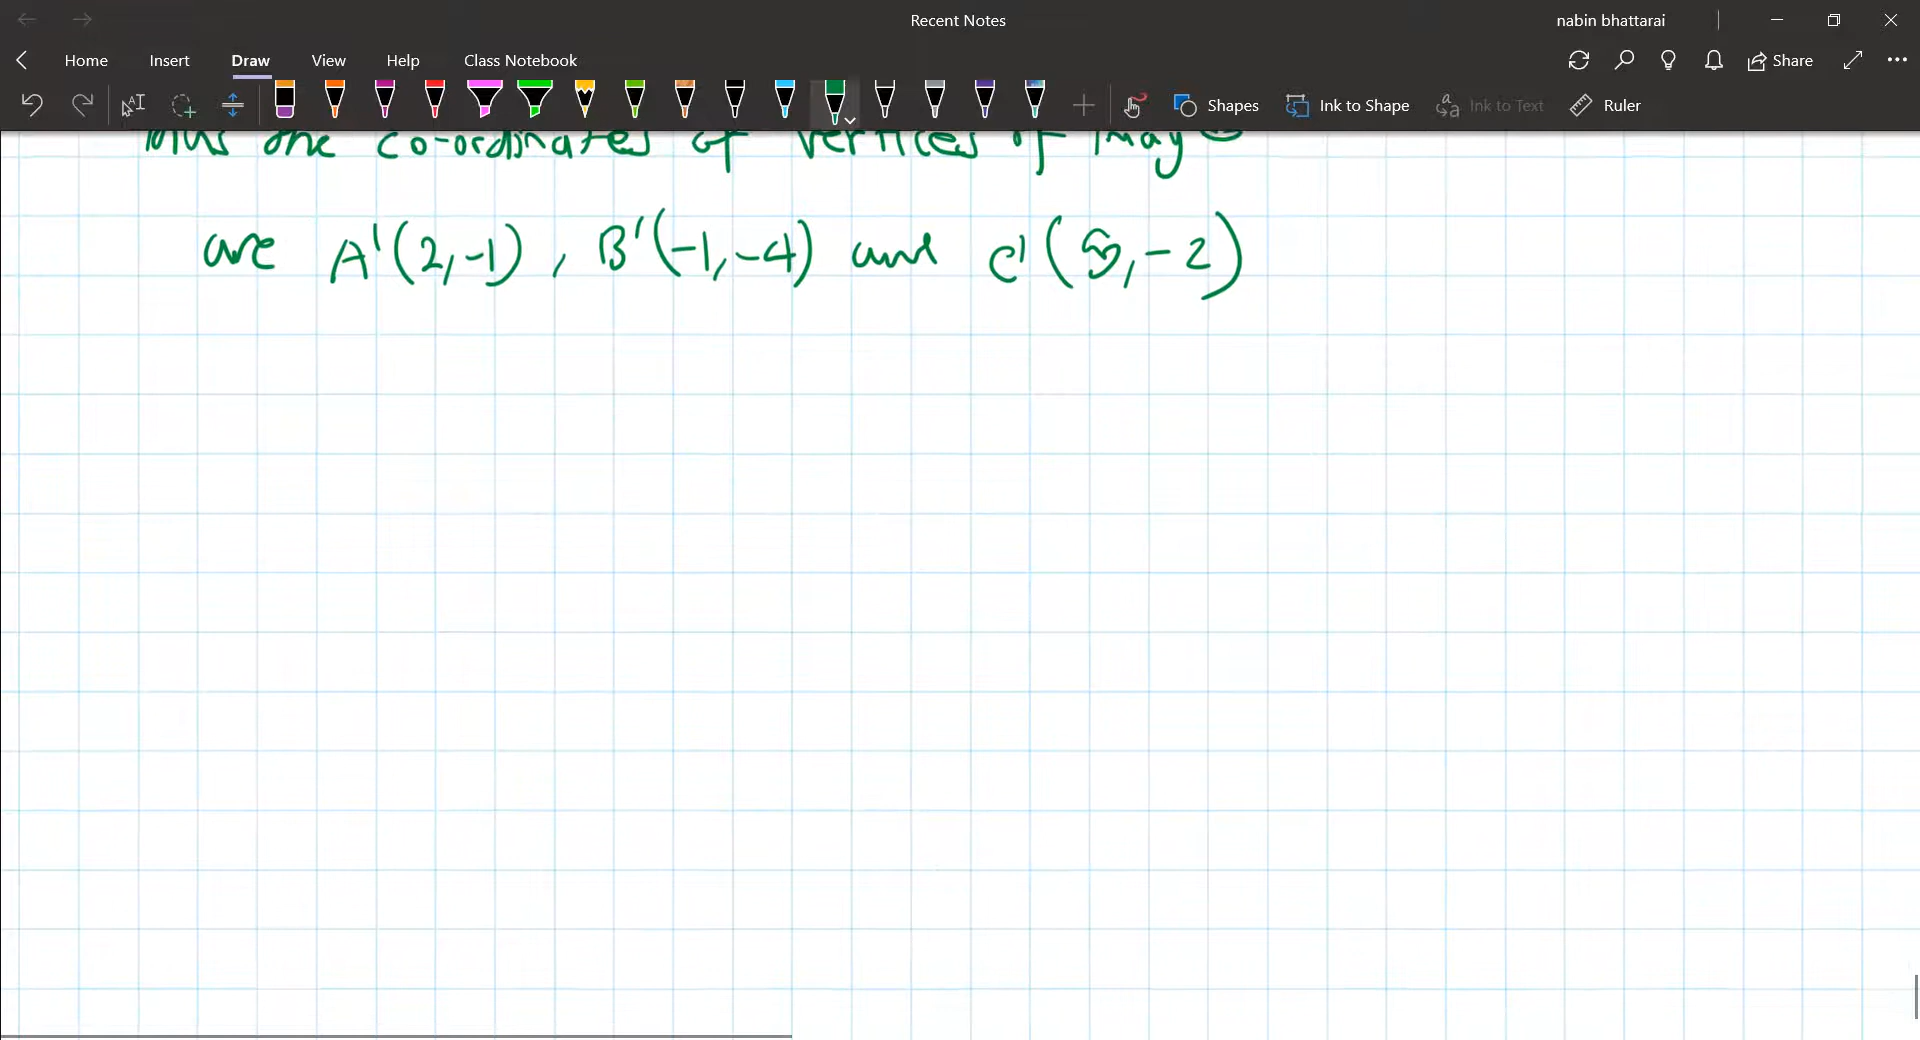 Recent Notes
nabin bhattarai
Home Insert Draw View Help Class Notebook
Share
Shapes Ink to Shape Ink to Text Ruler
Thus the co-ordinates of vertices of image
are A'(2,-1), B'(-1,-4) and C'(5,-2)